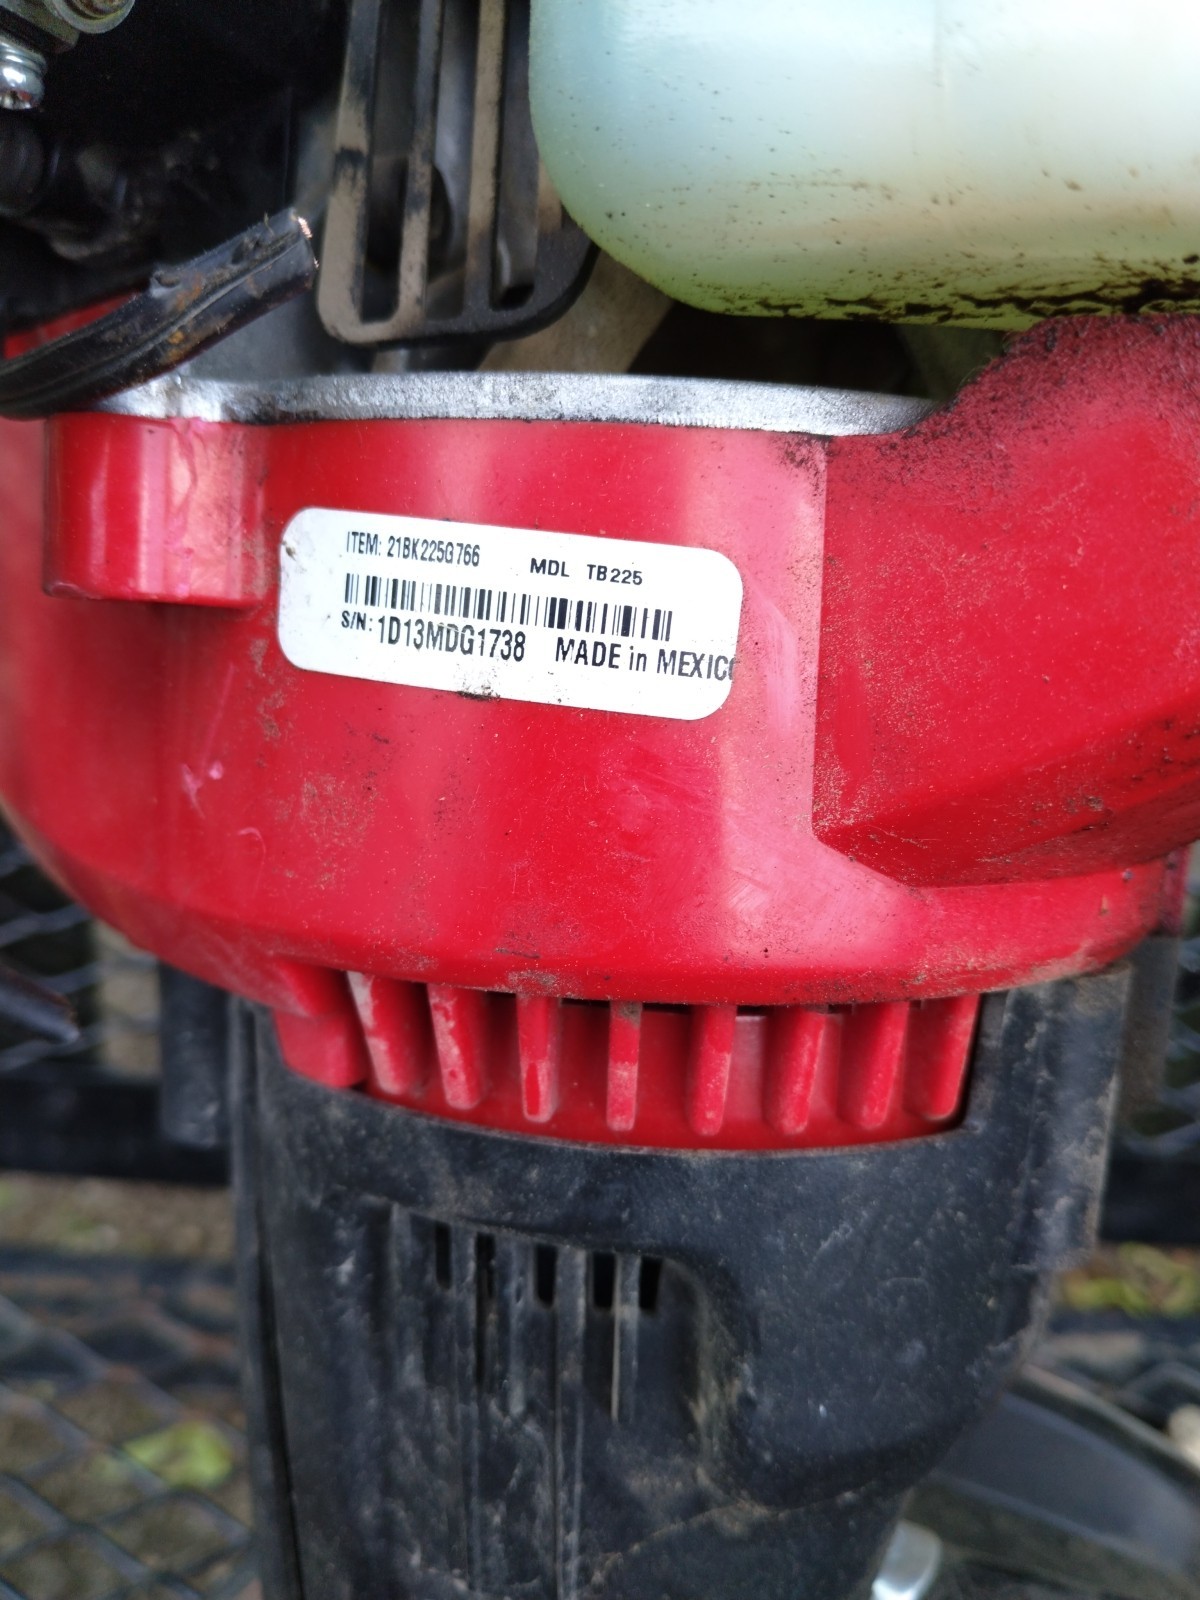 ITEM: 21BK225G766 MDL TB225
S/N: 1D13MDG1738 MADE in MEXICO